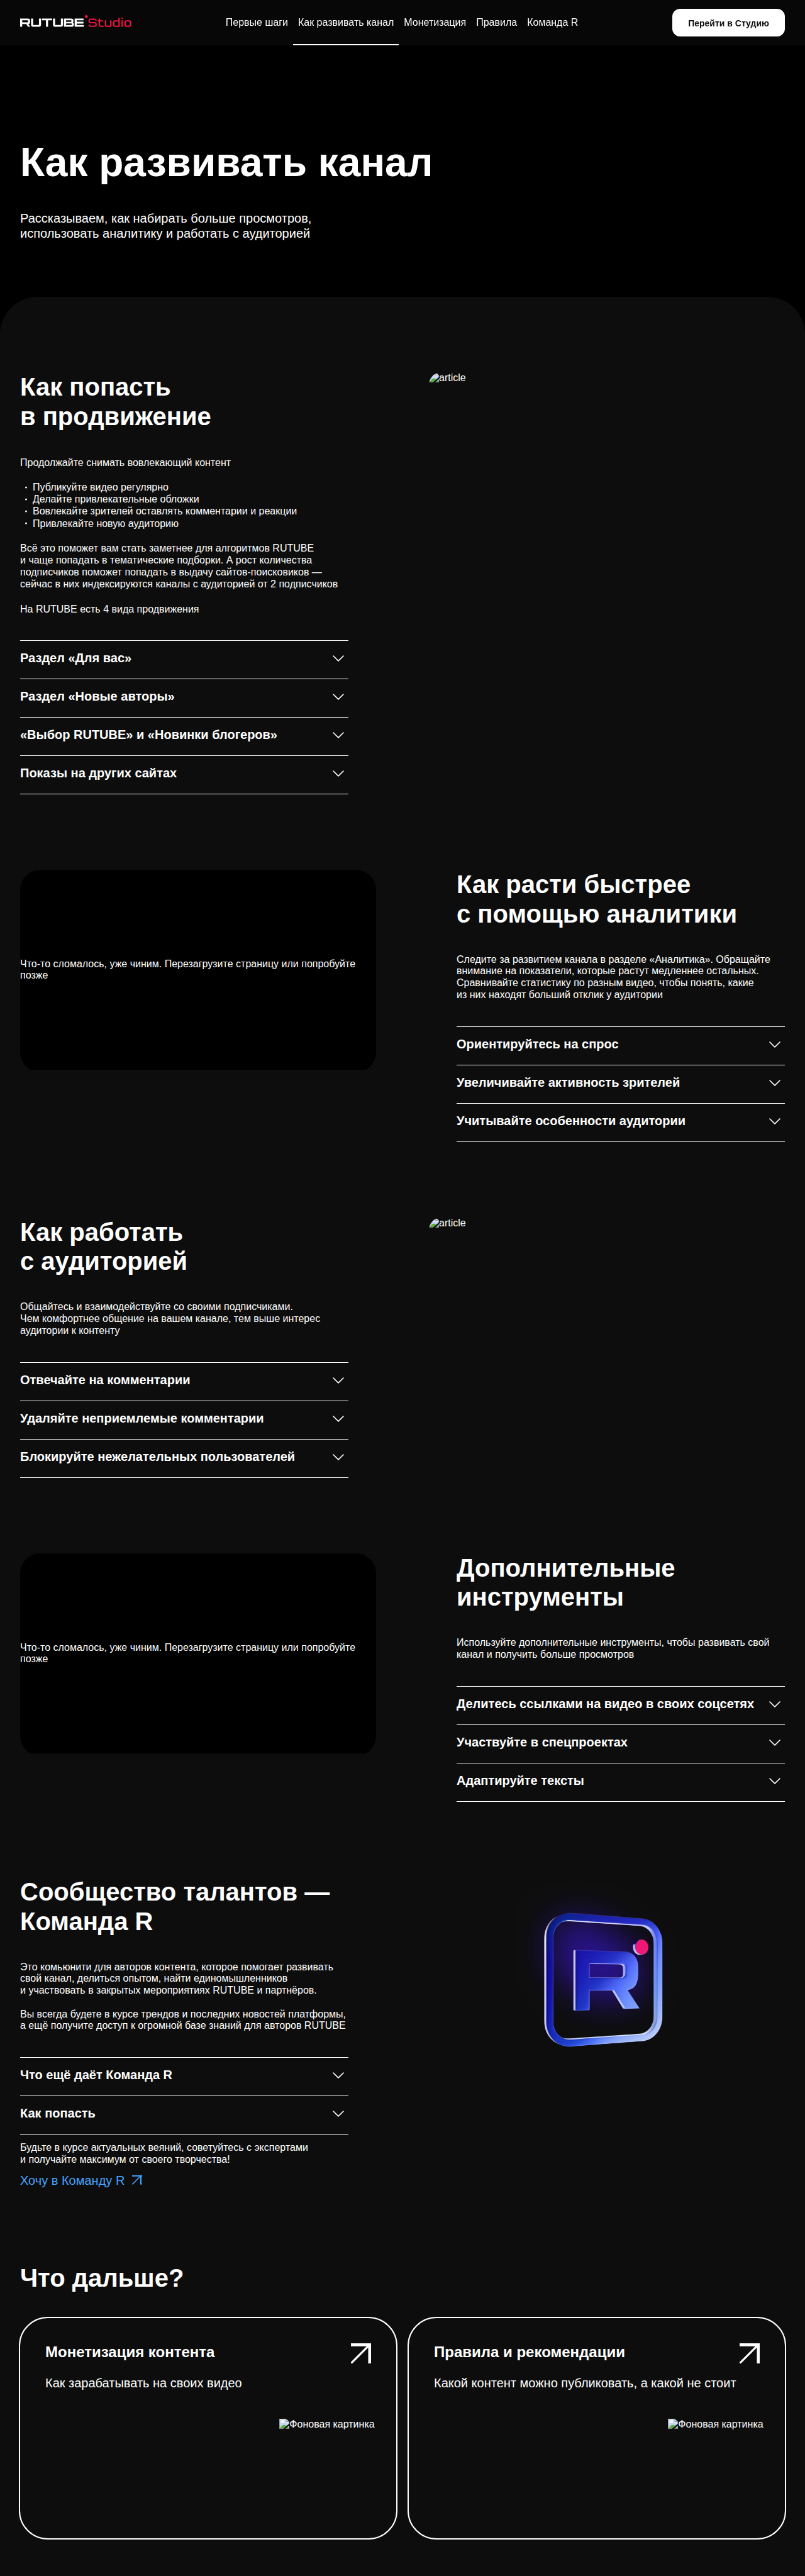 RUTUBE Studio
Первые шаги
Как развивать канал
Монетизация
Правила
Команда R
Перейти в Студию
Как развивать канал
Рассказываем, как набирать больше просмотров,
использовать аналитику и работать с аудиторией
Как попасть
в продвижение
article
Продолжайте снимать вовлекающий контент
· Публикуйте видео регулярно
· Делайте привлекательные обложки
· Вовлекайте зрителей оставлять комментарии и реакции
· Привлекайте новую аудиторию
Всё это поможет вам стать заметнее для алгоритмов RUTUBE
и чаще попадать в тематические подборки. А рост количества
подписчиков поможет попадать в выдачу сайтов-поисковиков —
сейчас в них индексируются каналы с аудиторией от 2 подписчиков
На RUTUBE есть 4 вида продвижения
Раздел «Для вас»
Раздел «Новые авторы»
«Выбор RUTUBE» и «Новинки блогеров»
Показы на других сайтах
Что-то сломалось, уже чиним. Перезагрузите страницу или попробуйте
позже
Как расти быстрее
с помощью аналитики
Следите за развитием канала в разделе «Аналитика». Обращайте
внимание на показатели, которые растут медленнее остальных.
Сравнивайте статистику по разным видео, чтобы понять, какие
из них находят больший отклик у аудитории
Ориентируйтесь на спрос
Увеличивайте активность зрителей
Учитывайте особенности аудитории
Как работать
с аудиторией
article
Общайтесь и взаимодействуйте со своими подписчиками.
Чем комфортнее общение на вашем канале, тем выше интерес
аудитории к контенту
Отвечайте на комментарии
Удаляйте неприемлемые комментарии
Блокируйте нежелательных пользователей
Что-то сломалось, уже чиним. Перезагрузите страницу или попробуйте
позже
Дополнительные
инструменты
Используйте дополнительные инструменты, чтобы развивать свой
канал и получить больше просмотров
Делитесь ссылками на видео в своих соцсетях
Участвуйте в спецпроектах
Адаптируйте тексты
Сообщество талантов —
Команда R
Это комьюнити для авторов контента, которое помогает развивать
свой канал, делиться опытом, найти единомышленников
и участвовать в закрытых мероприятиях RUTUBE и партнёров.
Вы всегда будете в курсе трендов и последних новостей платформы,
а ещё получите доступ к огромной базе знаний для авторов RUTUBE
Что ещё даёт Команда R
Как попасть
Будьте в курсе актуальных веяний, советуйтесь с экспертами
и получайте максимум от своего творчества!
Хочу в Команду R
R
Что дальше?
Монетизация контента
Как зарабатывать на своих видео
Фоновая картинка
Правила и рекомендации
Какой контент можно публиковать, а какой не стоит
Фоновая картинка